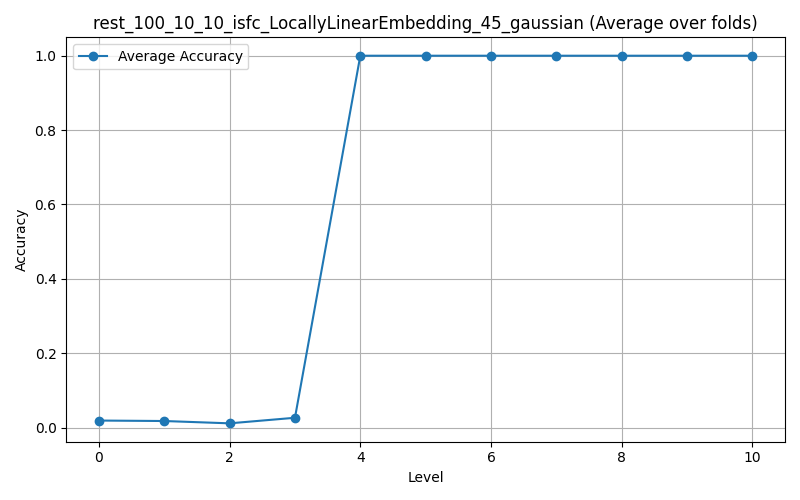 rest_100_10_10_isfc_LocallyLinearEmbedding_45_gaussian (Average over folds)
Average Accuracy
1.0
0.8
0.6
0.4
0.2
0.0
Accuracy
0 2 4 6 8 10
Level